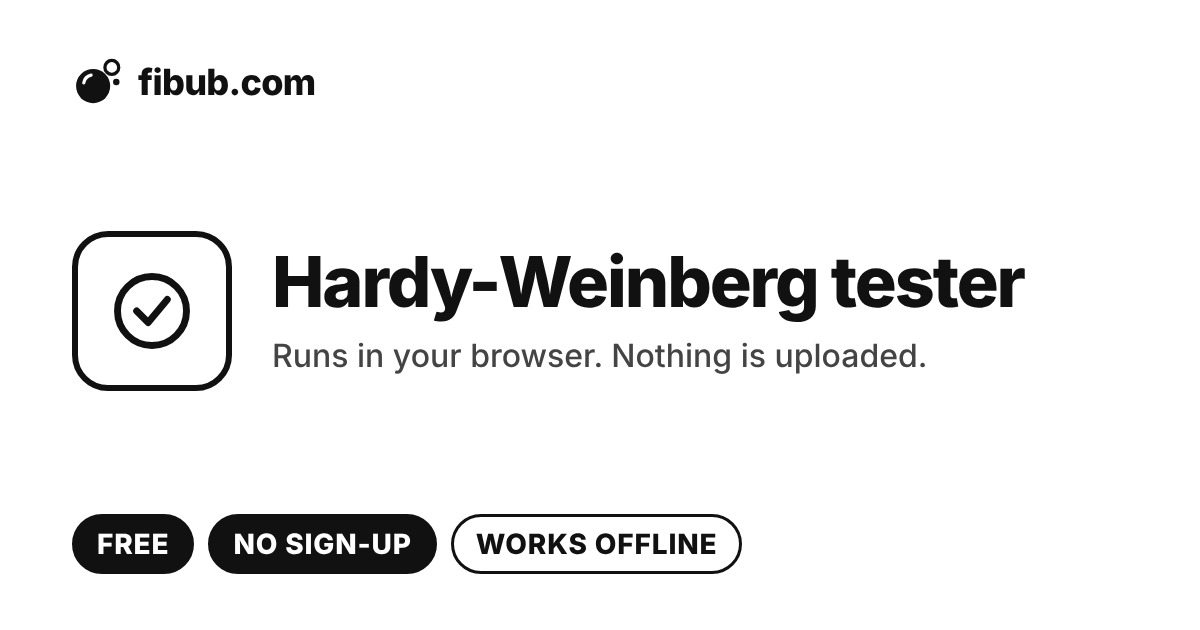 fibub.com
Hardy-Weinberg tester
Runs in your browser. Nothing is uploaded.
FREE NO SIGN-UP WORKS OFFLINE